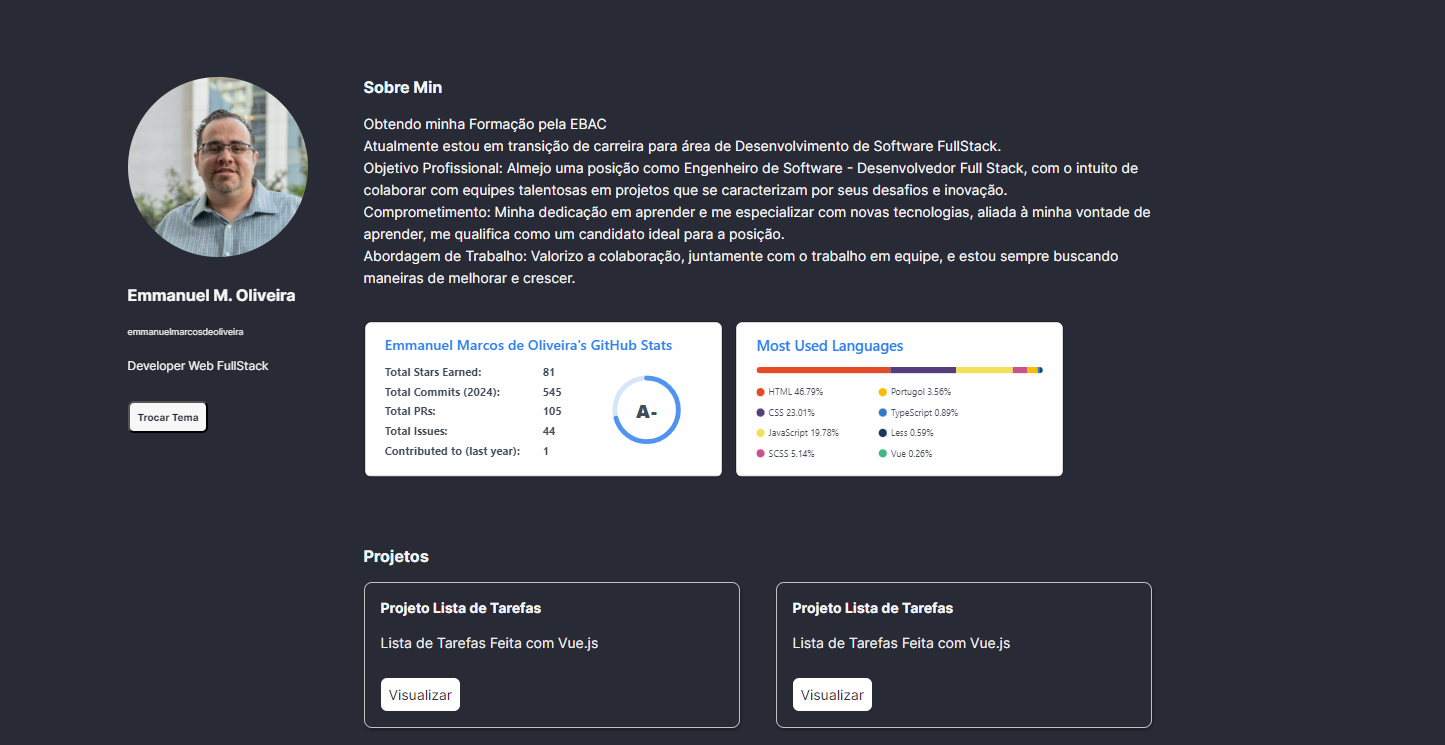 Sobre Min
Obtendo minha Formação pela EBAC
Atualmente estou em transição de carreira para área de Desenvolvimento de Software FullStack.
Objetivo Profissional: Almejo uma posição como Engenheiro de Software - Desenvolvedor Full Stack, com o intuito de
colaborar com equipes talentosas em projetos que se caracterizam por seus desafios e inovação.
Comprometimento: Minha dedicação em aprender e me especializar com novas tecnologias, aliada à minha vontade de
aprender, me qualifica como um candidato ideal para a posição.
Abordagem de Trabalho: Valorizo a colaboração, juntamente com o trabalho em equipe, e estou sempre buscando
maneiras de melhorar e crescer.
Emmanuel M. Oliveira
emmanuelmarcosdeoliveira
Developer Web FullStack
Trocar Tema
Emmanuel Marcos de Oliveira's GitHub Stats
Total Stars Earned: 81
Total Commits (2024): 545
Total PRs: 105
Total Issues: 44
Contributed to (last year): 1
A-
Most Used Languages
HTML 46.79%
CSS 23.01%
JavaScript 19.78%
SCSS 5.14%
Portugol 3.56%
TypeScript 0.89%
Less 0.59%
Vue 0.26%
Projetos
Projeto Lista de Tarefas
Lista de Tarefas Feita com Vue.js
Visualizar
Projeto Lista de Tarefas
Lista de Tarefas Feita com Vue.js
Visualizar